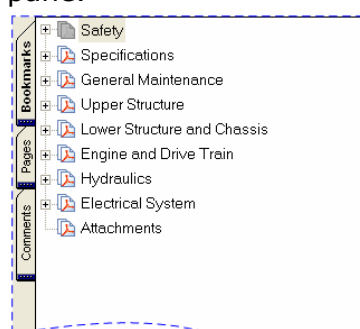 Safety
Specifications
General Maintenance
Upper Structure
Lower Structure and Chassis
Engine and Drive Train
Hydraulics
Electrical System
Attachments
Bookmarks
Pages
Comments